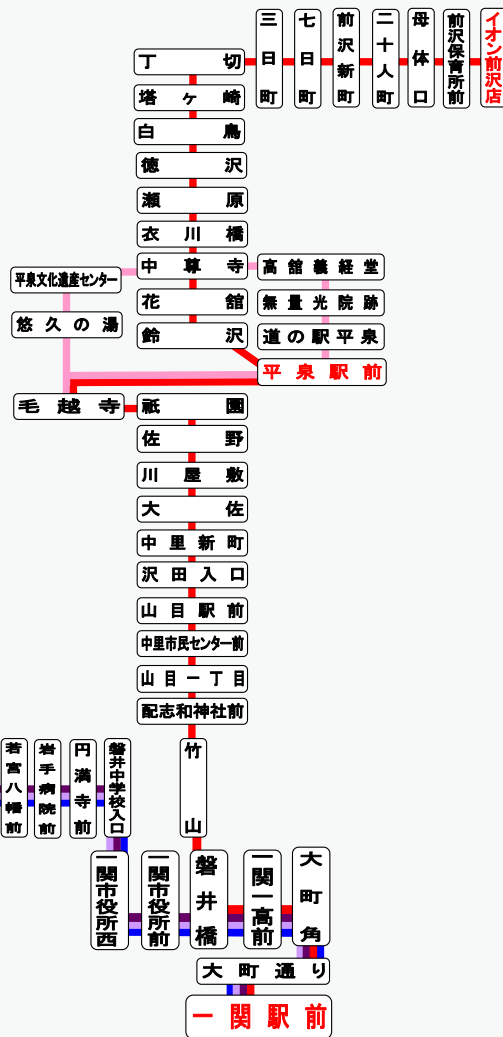 三日町
七日町
前沢新町
二十人町
母体口
前沢保育所前
イオン前沢店
丁切
塔ヶ崎
白鳥
徳沢
瀬原
衣川橋
中尊寺
高舘義経堂
平泉文化遺産センター
花舘
無量光院跡
悠久の湯
鈴沢
道の駅平泉
平泉駅前
毛越寺
祇園
佐野
川屋敷
大佐
中里新町
沢田入口
山目駅前
中里市民センター前
山目一丁目
配志和神社前
竹山
若宮八幡前
岩手病院前
円満寺前
磐井中学校入口
一関市役所西
一関市役所前
磐井橋
一関一高前
大町角
大町通り
一関駅前